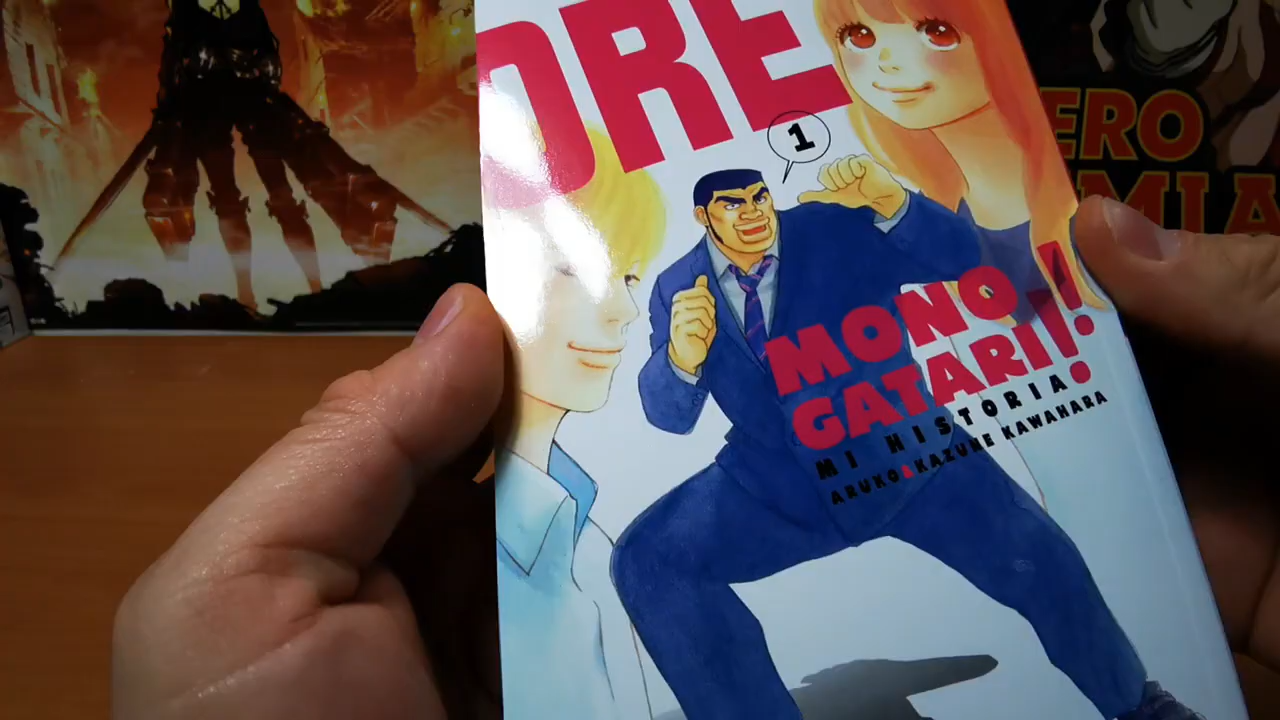 ORE
1
MONO
GATARI!!
MI HISTORIA
ARUKO & KAZUNE KAWAHARA
ERO
MIA